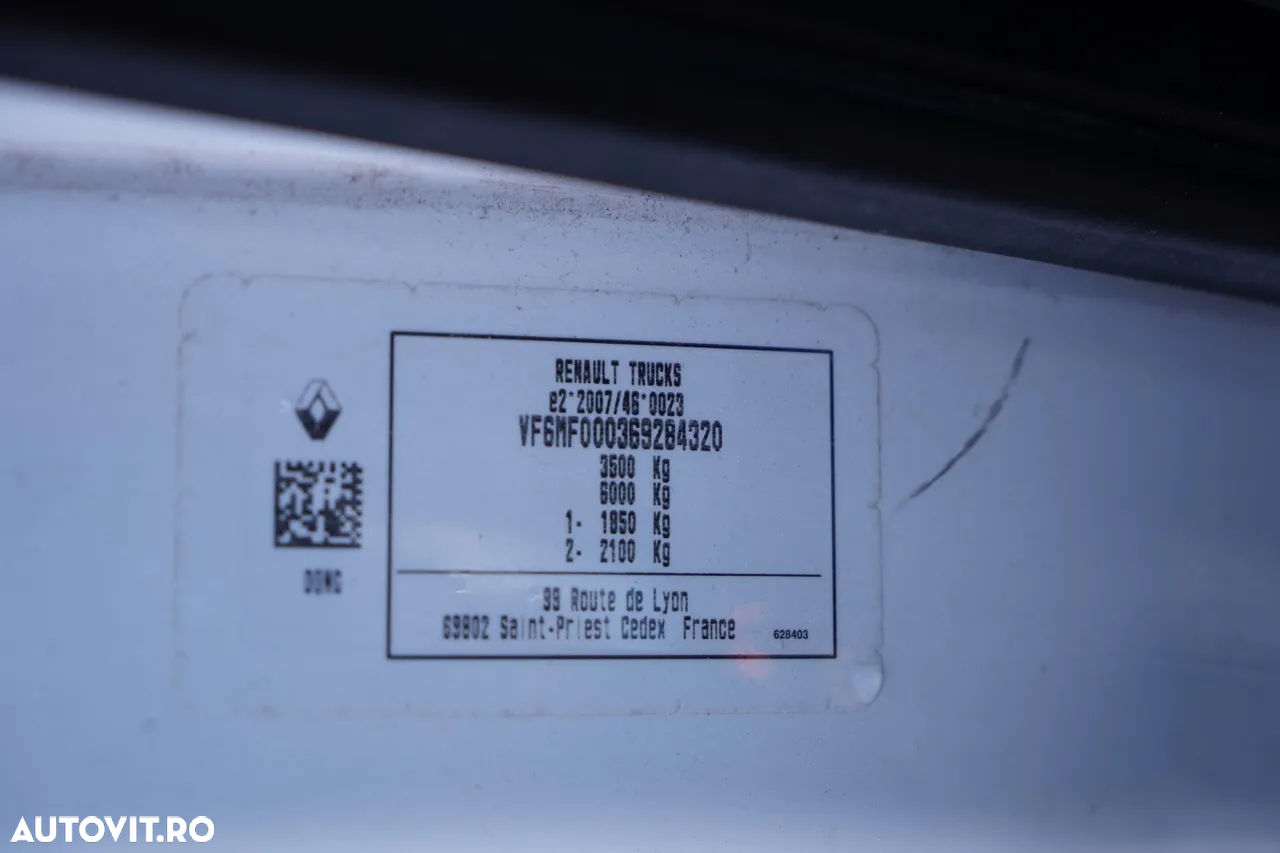 RENAULT TRUCKS
e2*2007/46*0023
VF6MF000369284320
3500 Kg
6000 Kg
1- 1850 Kg
2- 2100 Kg
99 Route de Lyon
69802 Saint-Priest Cedex France
628403
AUTOVIT.RO